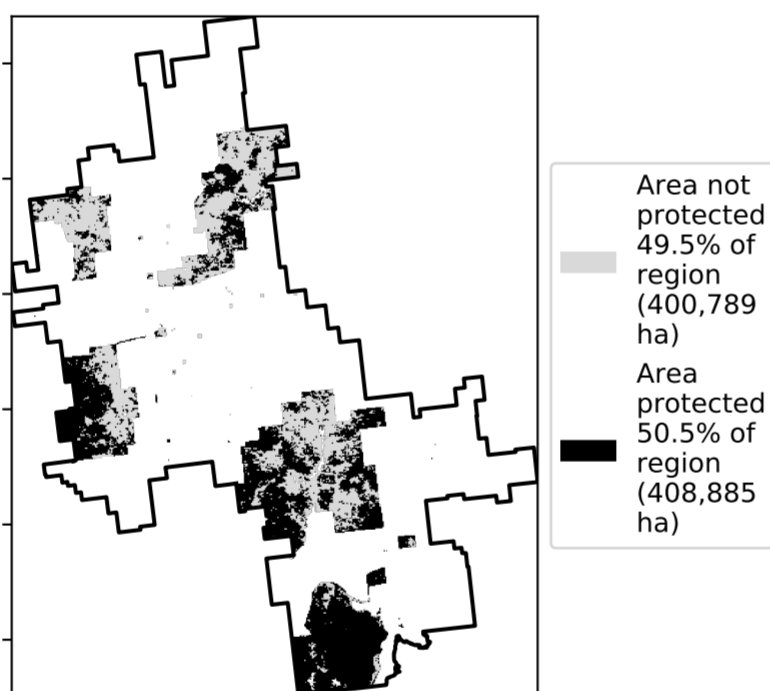 Area not
protected
49.5% of
region
(400,789
ha)
Area
protected
50.5% of
region
(408,885
ha)